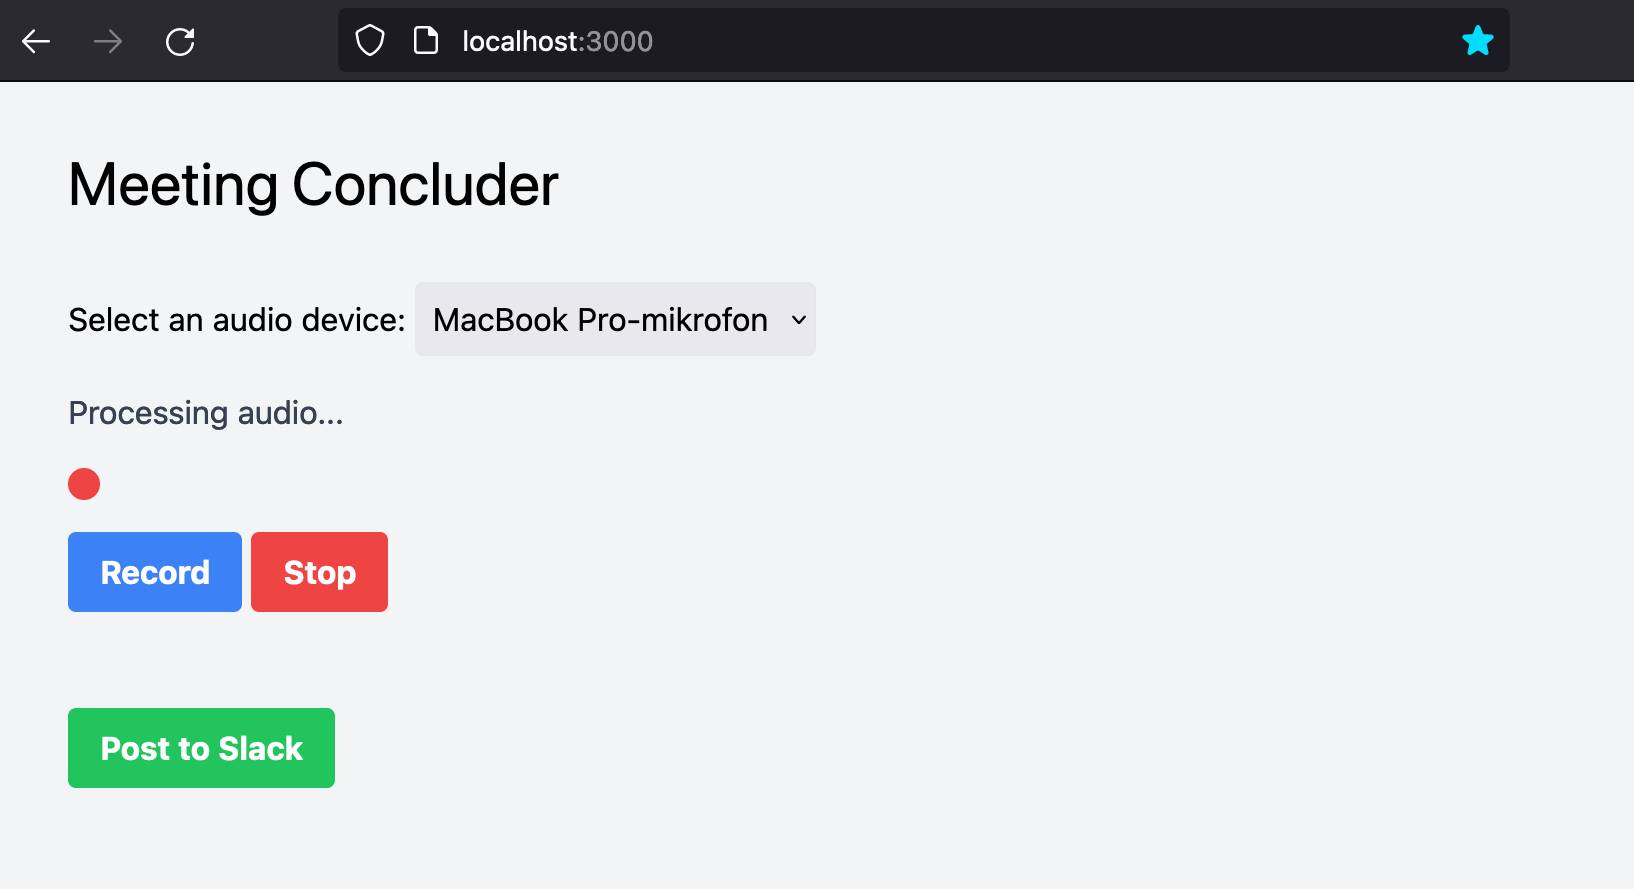 localhost:3000
Meeting Concluder
Select an audio device: MacBook Pro-mikrofon
Processing audio...
Record Stop
Post to Slack